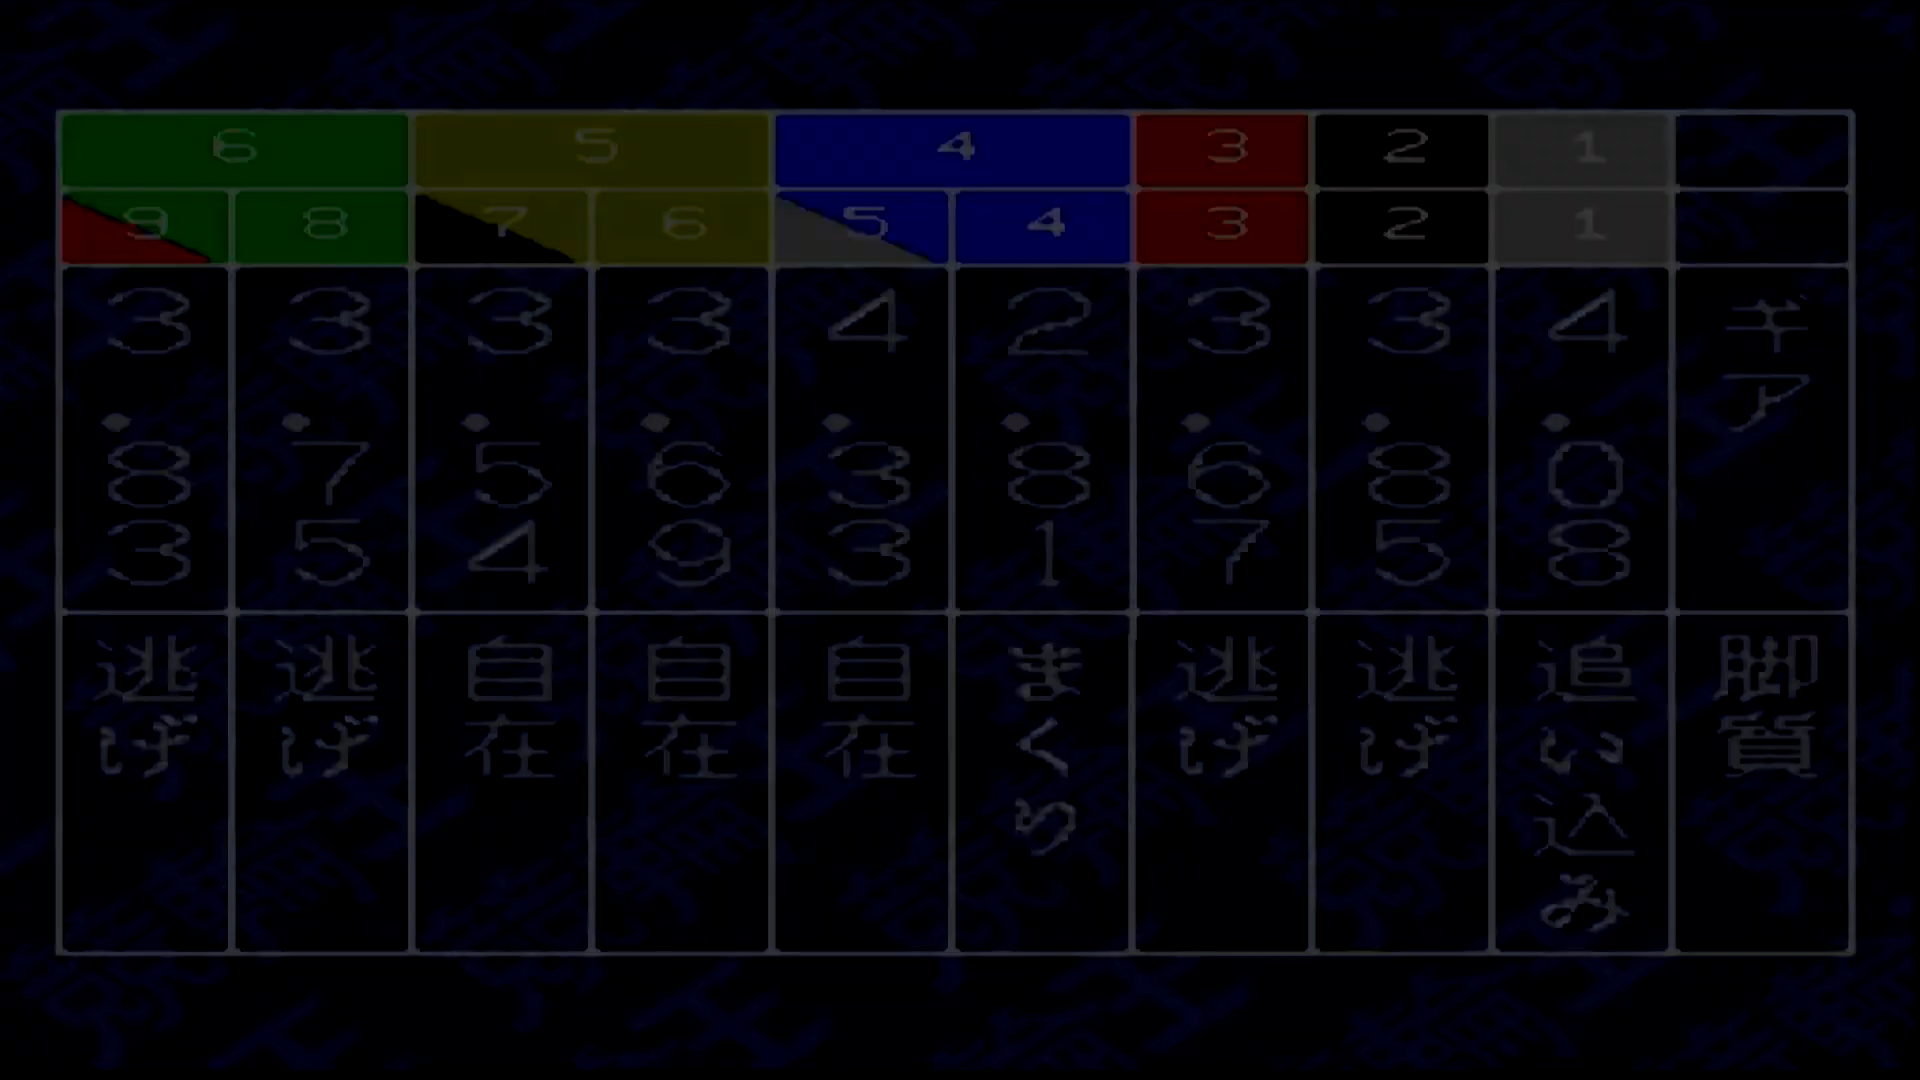 1 2 3 4 5 6
1 2 3 4 5 6 7 8 9
ギア
4・08
3・85
3・67
2・81
4・33
3・69
3・54
3・75
3・83
脚質
追い込み
逃げ
逃げ
まくり
自在
自在
自在
逃げ
逃げ